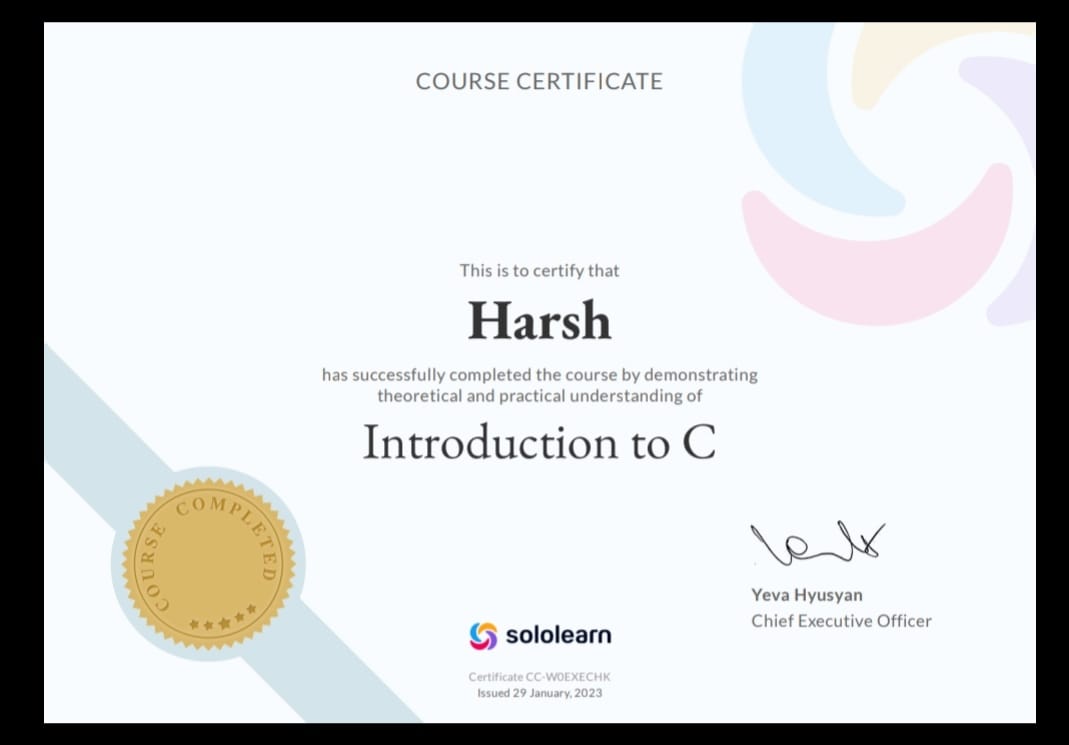 COURSE CERTIFICATE
This is to certify that
Harsh
has successfully completed the course by demonstrating
theoretical and practical understanding of
Introduction to C
COURSE COMPLETED
Yeva Hyusyan
Chief Executive Officer
sololearn
Certificate CC-W0EXECHK
Issued 29 January, 2023